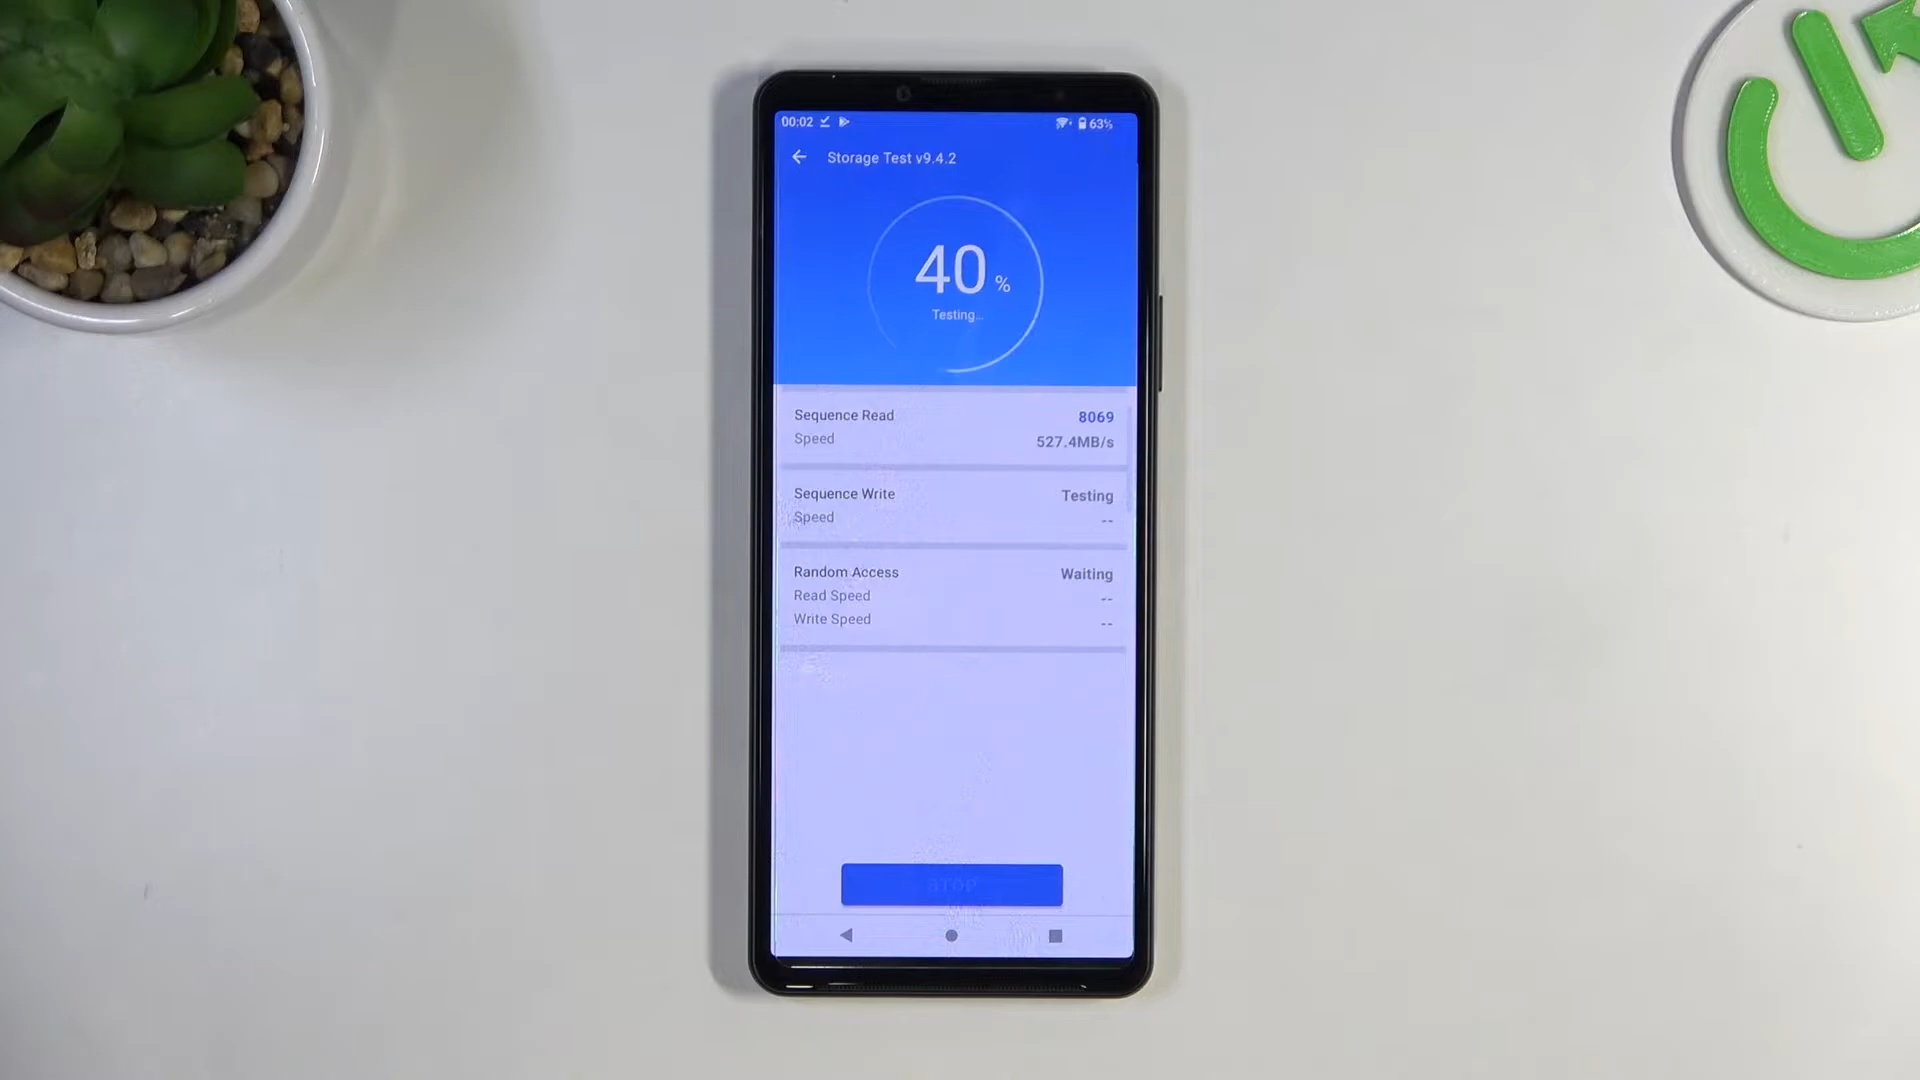 00:02 63%
Storage Test v9.4.2
40 %
Testing...
Sequence Read 8069
Speed 527.4MB/s
Sequence Write Testing
Speed --
Random Access Waiting
Read Speed --
Write Speed --
STOP